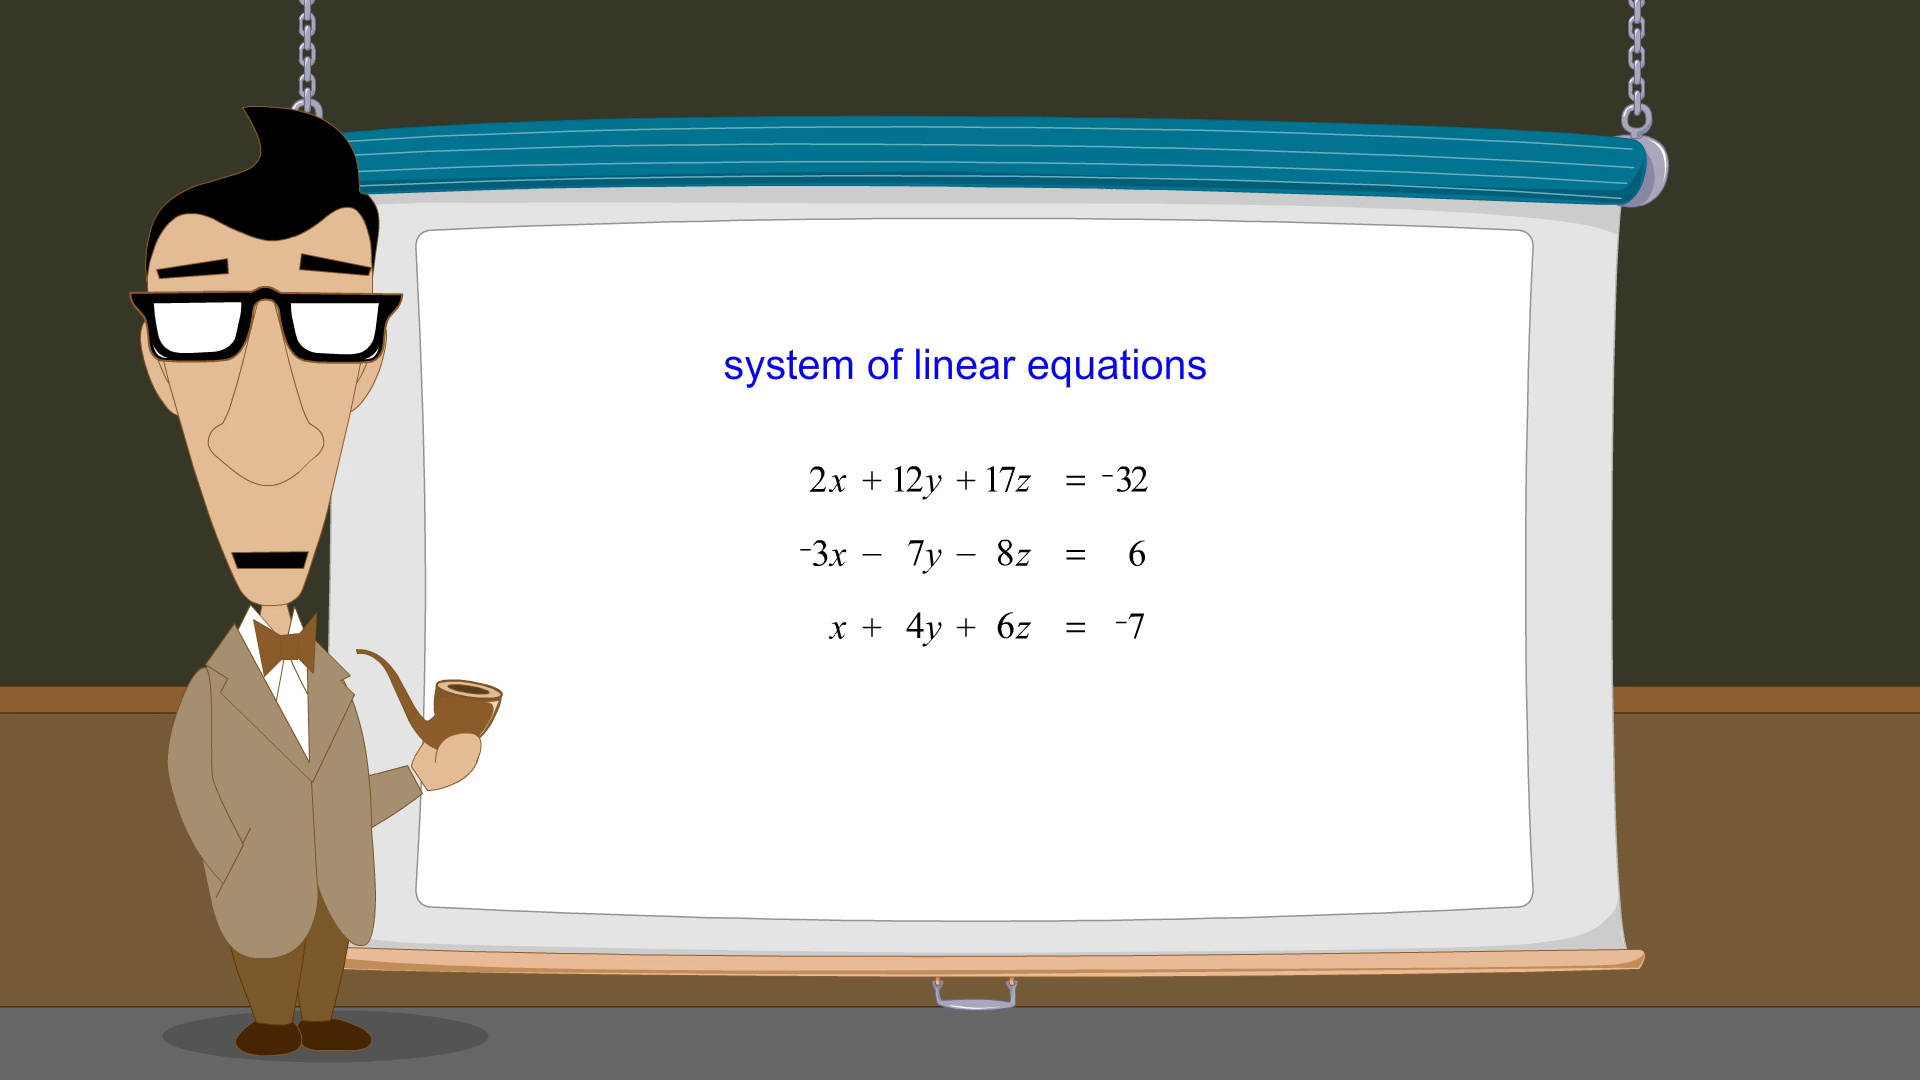 system of linear equations
2x + 12y + 17z = ⁻32
⁻3x − 7y − 8z = 6
x + 4y + 6z = ⁻7